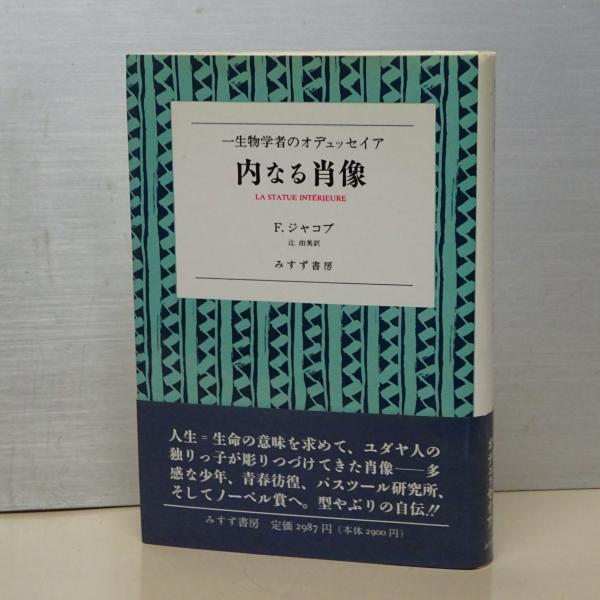 一生物学者のオデュッセイア
内なる肖像
LA STATUE INTÉRIEURE
F. ジャコブ
辻 由美訳
みすず書房
人生=生命の意味を求めて、ユダヤ人の
独りっ子が彫りつづけてきた肖像——多
感な少年、青春彷徨、パスツール研究所、
そしてノーベル賞へ。型やぶりの自伝!!
みすず書房 定価 2987 円(本体 2900 円)